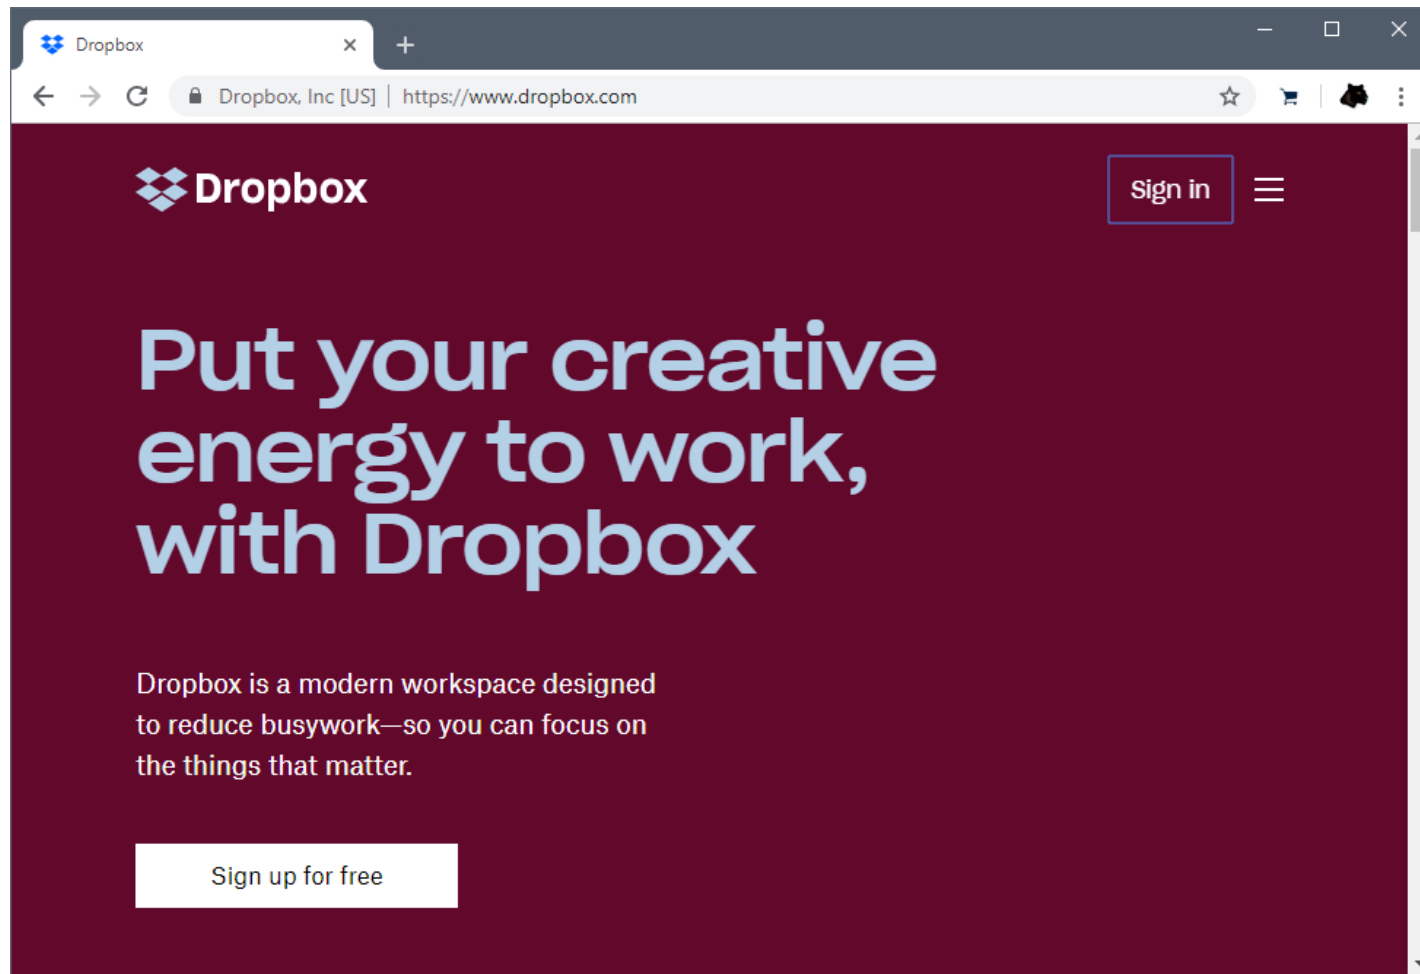 Dropbox
Dropbox, Inc [US] | https://www.dropbox.com
Dropbox
Sign in
Put your creative
energy to work,
with Dropbox
Dropbox is a modern workspace designed
to reduce busywork—so you can focus on
the things that matter.
Sign up for free